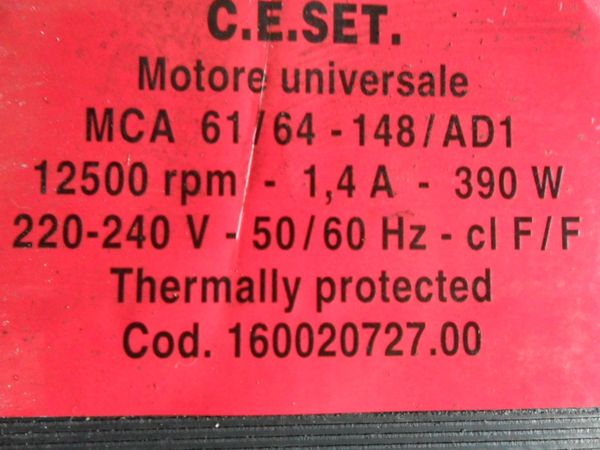 C.E.SET.
Motore universale
MCA 61/64 - 148/AD1
12500 rpm - 1,4 A - 390 W
220-240 V - 50/60 Hz - cl F/F
Thermally protected
Cod. 160020727.00